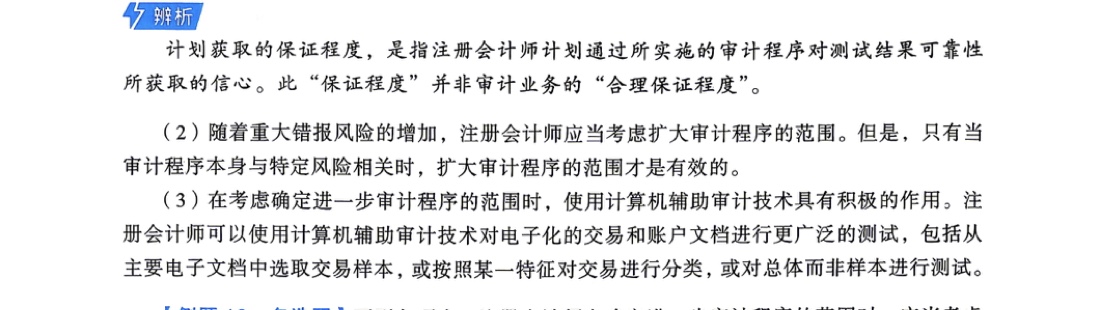 辨析
计划获取的保证程度，是指注册会计师计划通过所实施的审计程序对测试结果可靠性
所获取的信心。此“保证程度”并非审计业务的“合理保证程度”。
（2）随着重大错报风险的增加，注册会计师应当考虑扩大审计程序的范围。但是，只有当
审计程序本身与特定风险相关时，扩大审计程序的范围才是有效的。
（3）在考虑确定进一步审计程序的范围时，使用计算机辅助审计技术具有积极的作用。注
册会计师可以使用计算机辅助审计技术对电子化的交易和账户文档进行更广泛的测试，包括从
主要电子文档中选取交易样本，或按照某一特征对交易进行分类，或对总体而非样本进行测试。